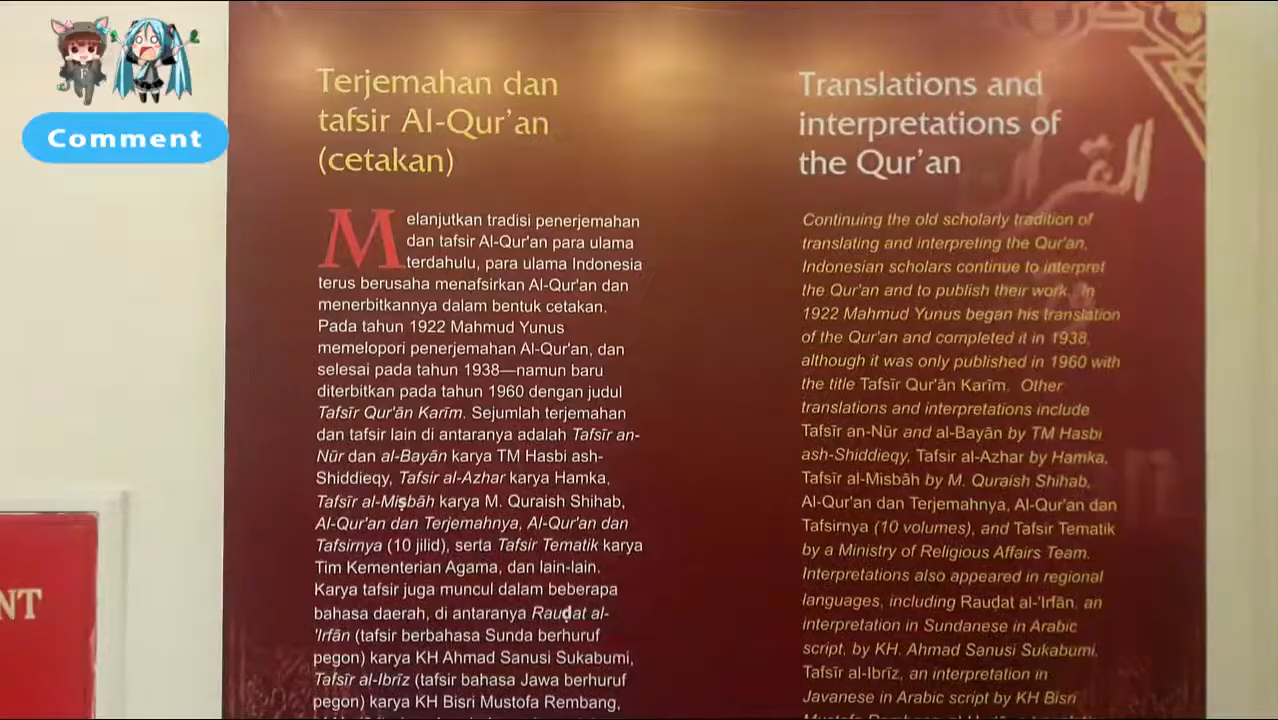 Comment
Terjemahan dan
tafsir Al-Qur'an
(cetakan)
Melanjutkan tradisi penerjemahan
dan tafsir Al-Qur'an para ulama
terdahulu, para ulama Indonesia
terus berusaha menafsirkan Al-Qur'an dan
menerbitkannya dalam bentuk cetakan.
Pada tahun 1922 Mahmud Yunus
memelopori penerjemahan Al-Qur'an, dan
selesai pada tahun 1938—namun baru
diterbitkan pada tahun 1960 dengan judul
Tafsīr Qur'ān Karīm. Sejumlah terjemahan
dan tafsir lain di antaranya adalah Tafsīr an-
Nūr dan al-Bayān karya TM Hasbi ash-
Shiddieqy, Tafsir al-Azhar karya Hamka,
Tafsīr al-Miṣbāh karya M. Quraish Shihab,
Al-Qur'an dan Terjemahnya, Al-Qur'an dan
Tafsirnya (10 jilid), serta Tafsir Tematik karya
Tim Kementerian Agama, dan lain-lain.
Karya tafsir juga muncul dalam beberapa
bahasa daerah, di antaranya Rauḍat al-
'Irfān (tafsir berbahasa Sunda berhuruf
pegon) karya KH Ahmad Sanusi Sukabumi,
Tafsīr al-Ibrīz (tafsir bahasa Jawa berhuruf
pegon) karya KH Bisri Mustofa Rembang,
Translations and
interpretations of
the Qur'an
Continuing the old scholarly tradition of
translating and interpreting the Qur'an,
Indonesian scholars continue to interpret
the Qur'an and to publish their work. In
1922 Mahmud Yunus began his translation
of the Qur'an and completed it in 1938,
although it was only published in 1960 with
the title Tafsīr Qur'ān Karīm. Other
translations and interpretations include
Tafsīr an-Nūr and al-Bayān by TM Hasbi
ash-Shiddieqy, Tafsir al-Azhar by Hamka,
Tafsīr al-Misbāh by M. Quraish Shihab,
Al-Qur'an dan Terjemahnya, Al-Qur'an dan
Tafsirnya (10 volumes), and Tafsir Tematik
by a Ministry of Religious Affairs Team.
Interpretations also appeared in regional
languages, including Rauḍat al-'Irfān, an
interpretation in Sundanese in Arabic
script, by KH. Ahmad Sanusi Sukabumi,
Tafsīr al-Ibrīz, an interpretation in
Javanese in Arabic script by KH Bisri
NT